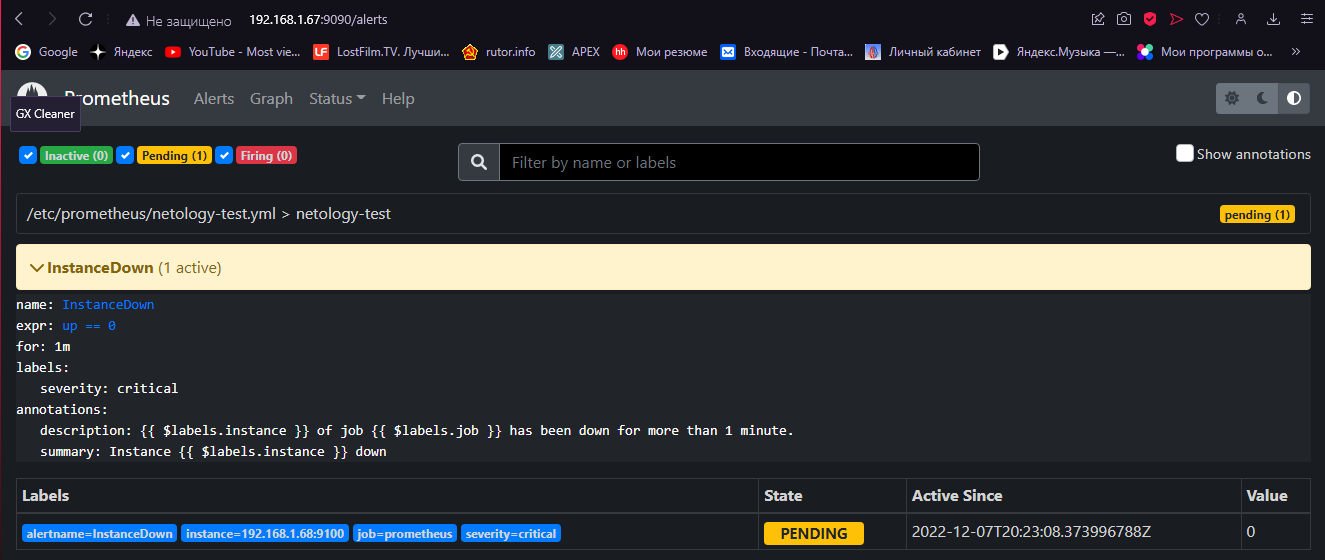 Не защищено 192.168.1.67:9090/alerts
Google Яндекс YouTube - Most vie... LostFilm.TV. Лучши... rutor.info APEX hh Мои резюме Входящие - Почта... Личный кабинет Яндекс.Музыка —... Мои программы о... »
Prometheus Alerts Graph Status Help
GX Cleaner
Inactive (0) Pending (1) Firing (0) Filter by name or labels Show annotations
/etc/prometheus/netology-test.yml > netology-test pending (1)
InstanceDown (1 active)
name: InstanceDown
expr: up == 0
for: 1m
labels:
severity: critical
annotations:
description: {{ $labels.instance }} of job {{ $labels.job }} has been down for more than 1 minute.
summary: Instance {{ $labels.instance }} down
Labels State Active Since Value
alertname=InstanceDown instance=192.168.1.68:9100 job=prometheus severity=critical PENDING 2022-12-07T20:23:08.373996788Z 0